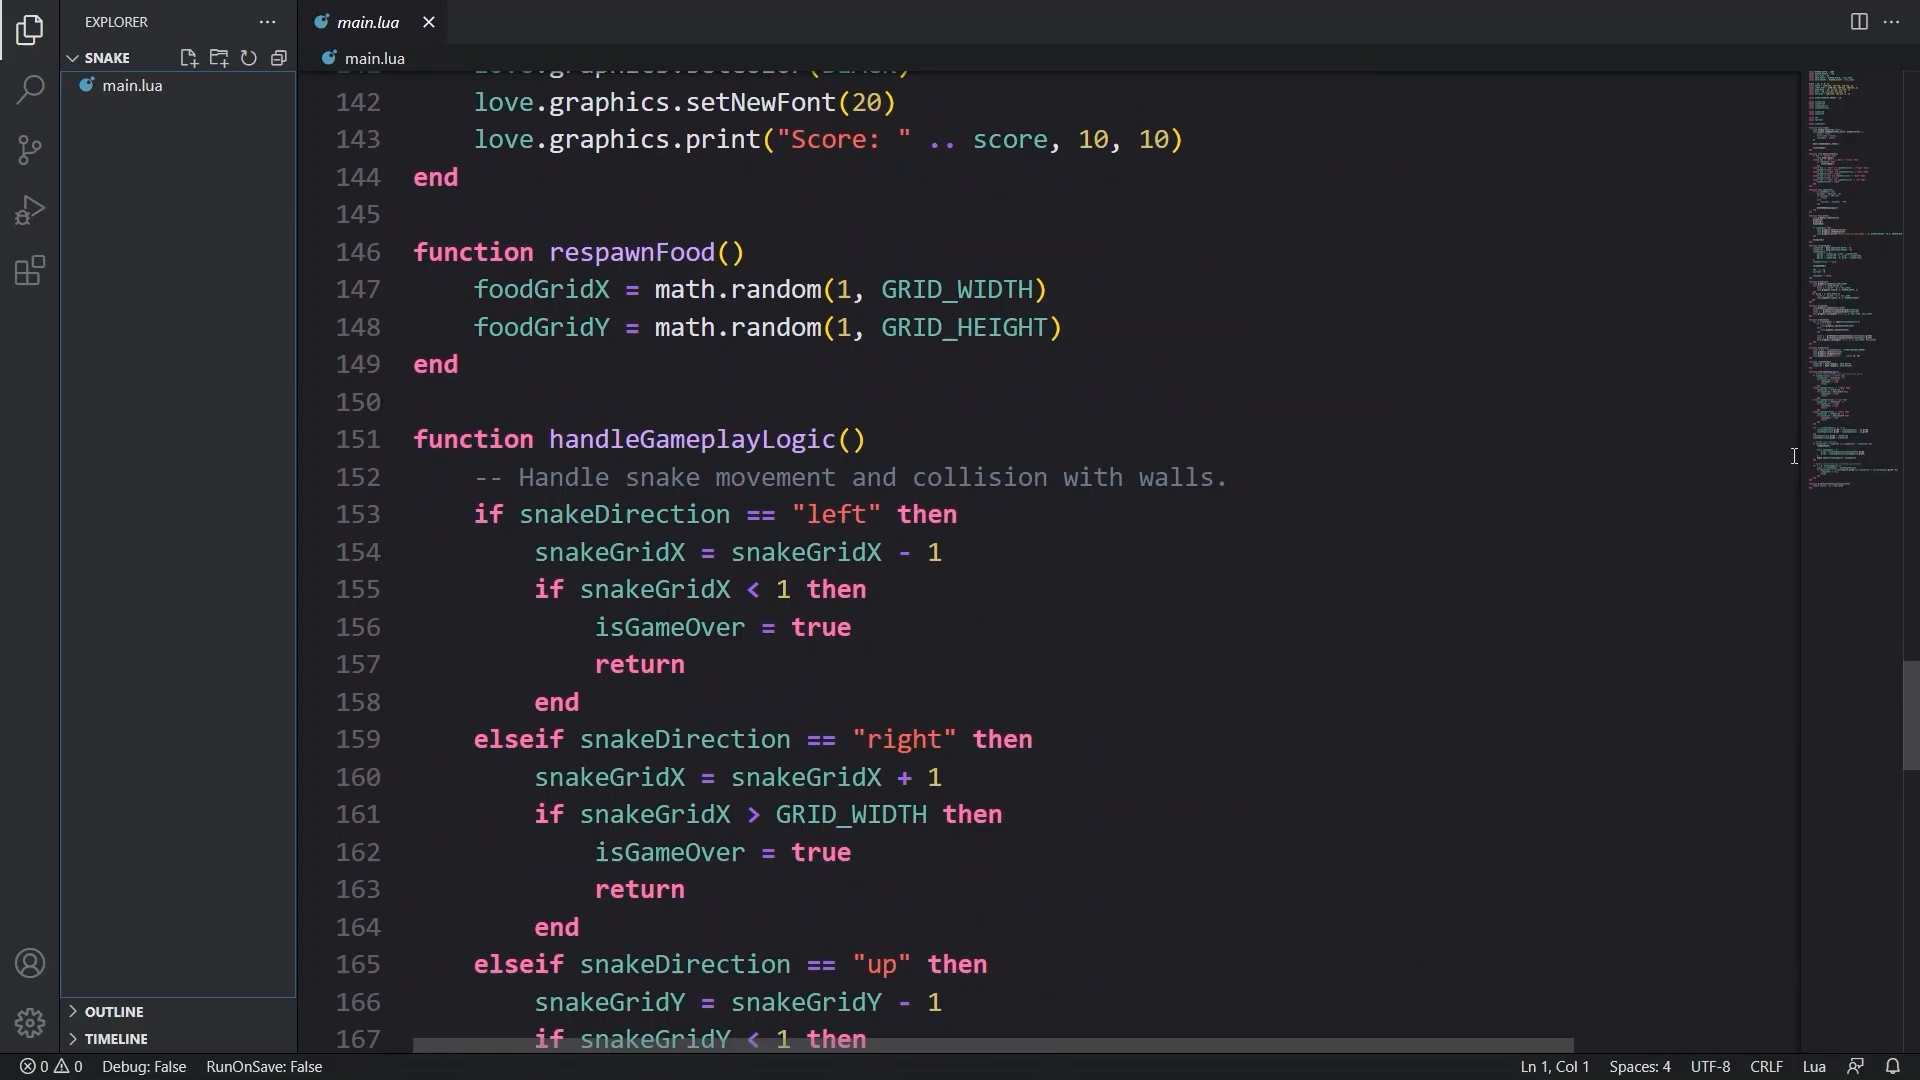 EXPLORER
SNAKE
main.lua
OUTLINE
TIMELINE
main.lua
main.lua
142 love.graphics.setNewFont(20)
143 love.graphics.print("Score: " .. score, 10, 10)
144 end
145
146 function respawnFood()
147 foodGridX = math.random(1, GRID_WIDTH)
148 foodGridY = math.random(1, GRID_HEIGHT)
149 end
150
151 function handleGameplayLogic()
152 -- Handle snake movement and collision with walls.
153 if snakeDirection == "left" then
154 snakeGridX = snakeGridX - 1
155 if snakeGridX < 1 then
156 isGameOver = true
157 return
158 end
159 elseif snakeDirection == "right" then
160 snakeGridX = snakeGridX + 1
161 if snakeGridX > GRID_WIDTH then
162 isGameOver = true
163 return
164 end
165 elseif snakeDirection == "up" then
166 snakeGridY = snakeGridY - 1
167 if snakeGridY < 1 then
0 0 Debug: False RunOnSave: False Ln 1, Col 1 Spaces: 4 UTF-8 CRLF Lua